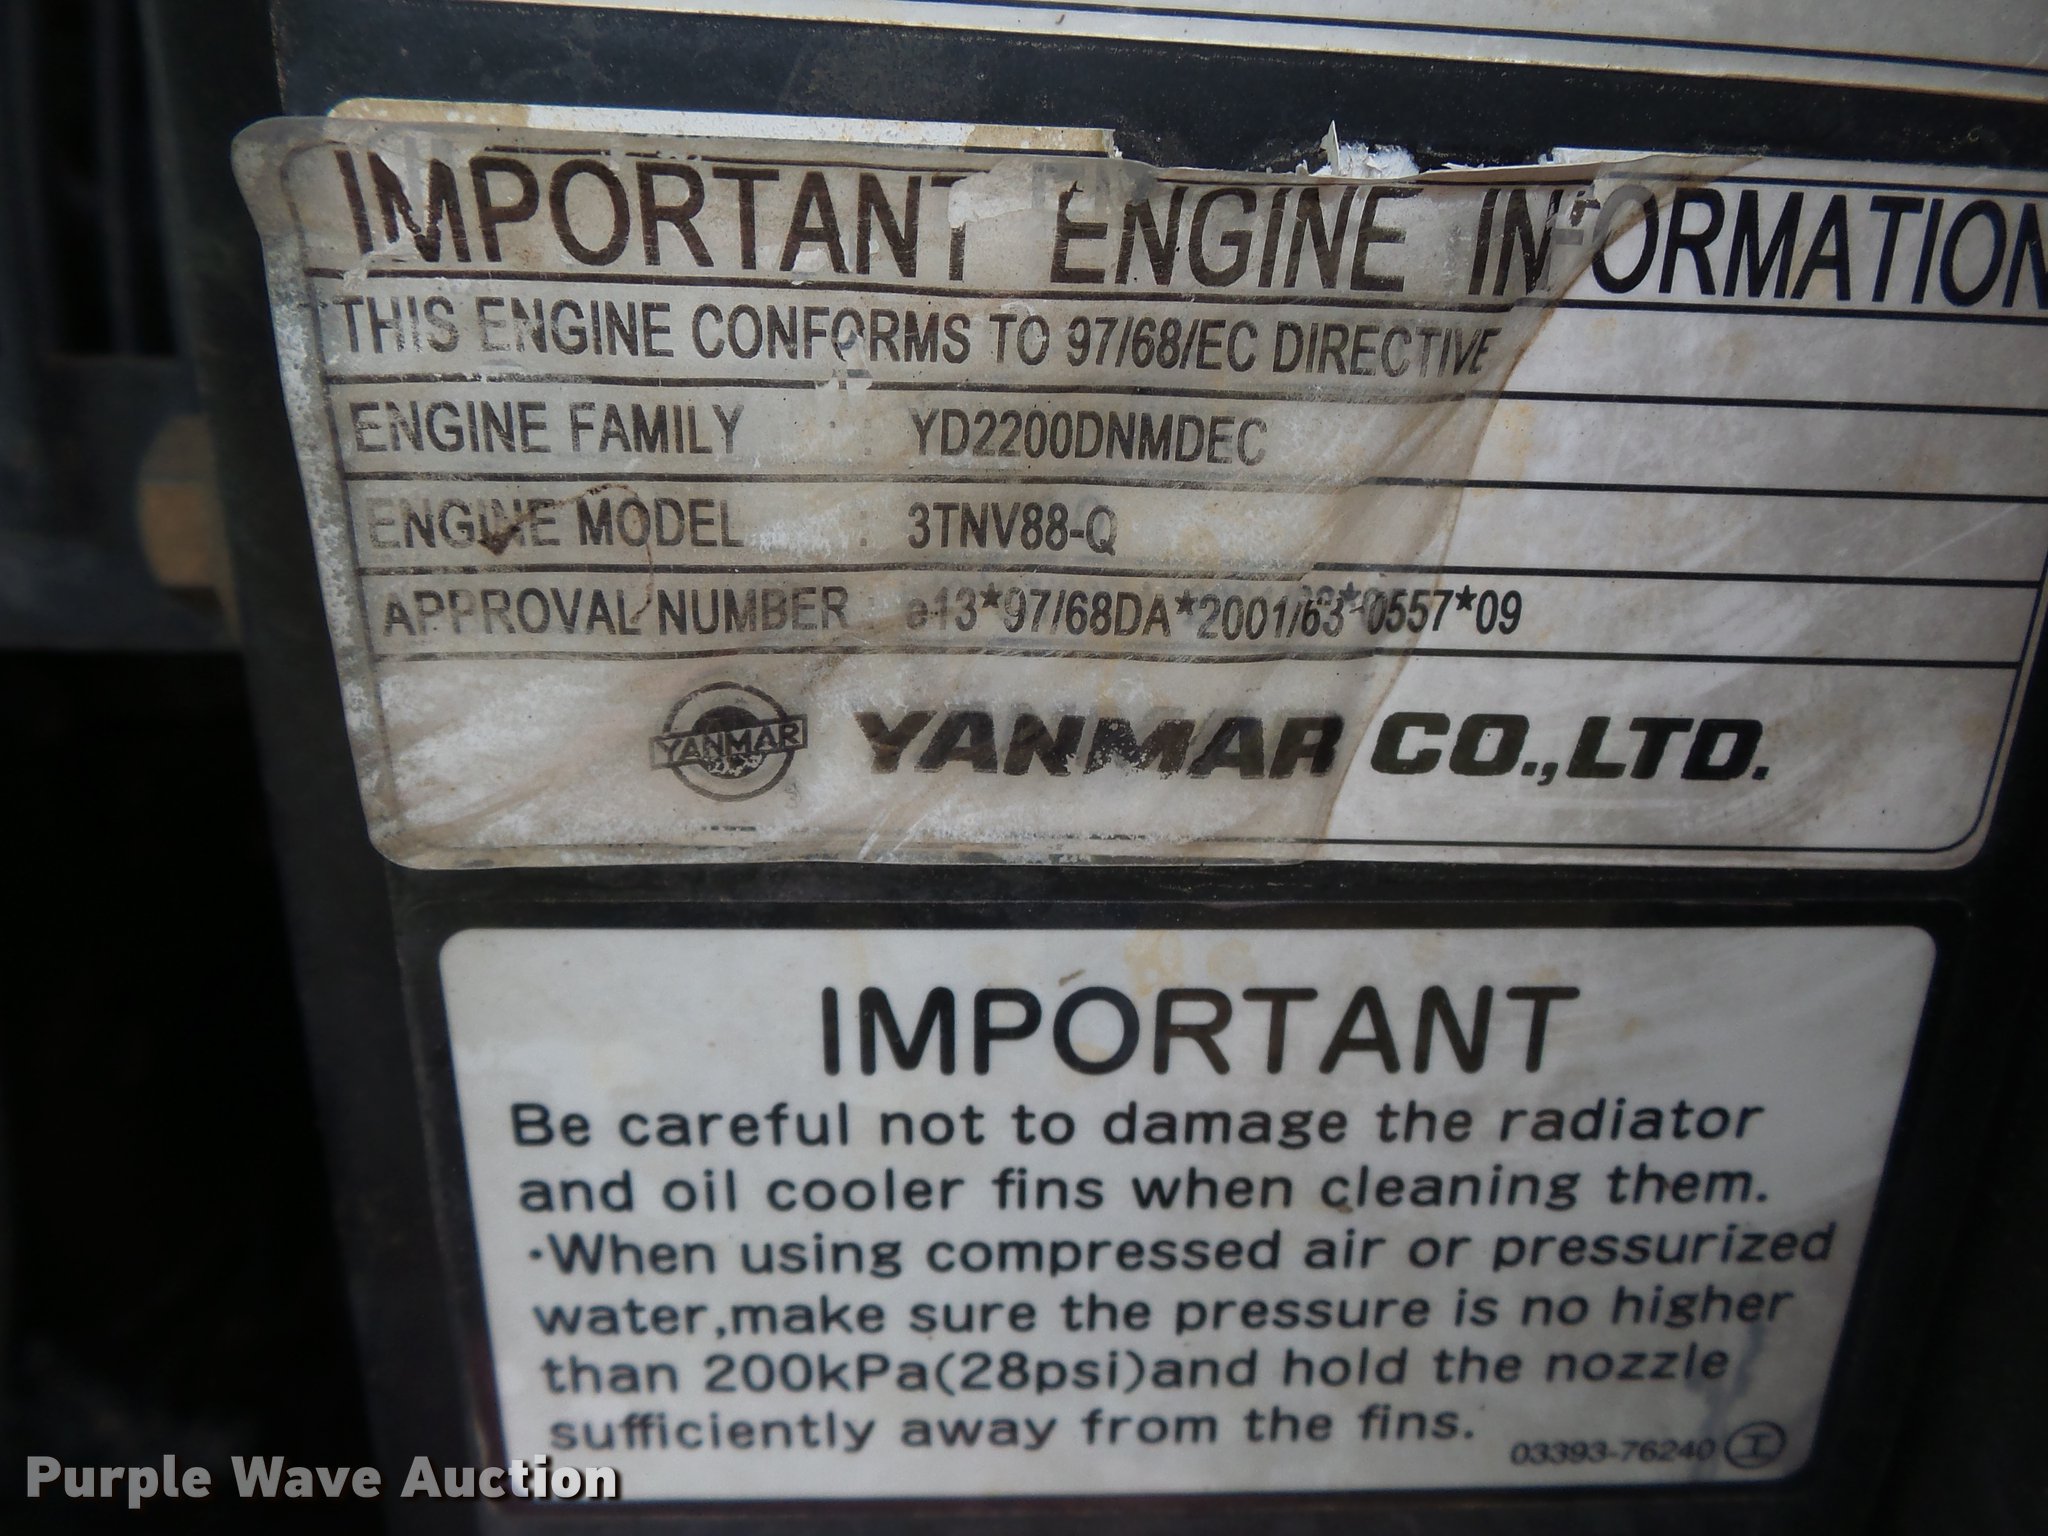 IMPORTANT ENGINE INFORMATION
THIS ENGINE CONFORMS TO 97/68/EC DIRECTIVE
ENGINE FAMILY : YD2200DNMDEC
ENGINE MODEL : 3TNV88-Q
APPROVAL NUMBER : e13*97/68DA*2001/63*0557*09
YANMAR YANMAR CO.,LTD.
IMPORTANT
Be careful not to damage the radiator
and oil cooler fins when cleaning them.
·When using compressed air or pressurized
water,make sure the pressure is no higher
than 200kPa(28psi)and hold the nozzle
sufficiently away from the fins.
03393-76240 I
Purple Wave Auction